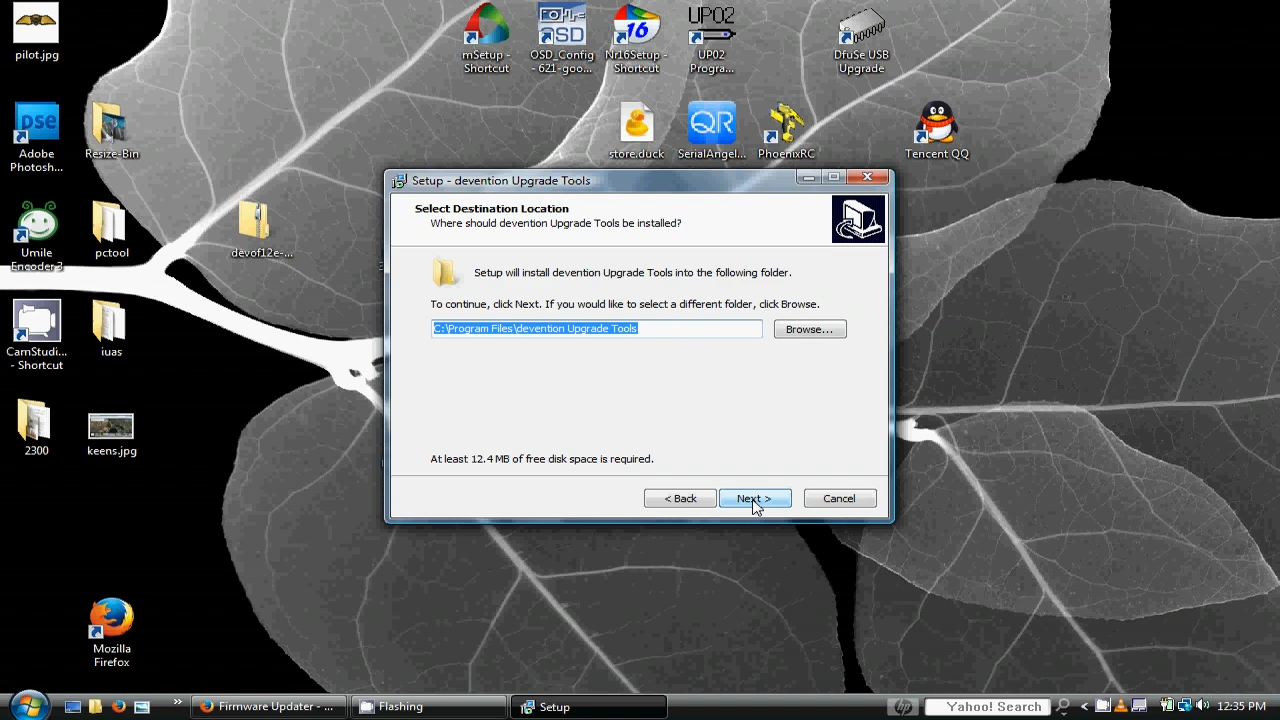 pilot.jpg
mSetup - Shortcut
OSD_Config - 621-goo...
16
Nr16Setup - Shortcut
UP02
UP02 Progra...
DfuSe USB Upgrade
pse
Adobe Photosh...
Resize-Bin
store.duck
QR
SerialAngel...
PhoenixRC
Tencent QQ
Setup - devention Upgrade Tools
Select Destination Location
Where should devention Upgrade Tools be installed?
Umile Encoder 3
pctool
devof12e-...
Setup will install devention Upgrade Tools into the following folder.
To continue, click Next. If you would like to select a different folder, click Browse.
C:\Program Files\devention Upgrade Tools
Browse...
CamStudi... - Shortcut
iuas
2300
keens.jpg
At least 12.4 MB of free disk space is required.
< Back
Next >
Cancel
Mozilla Firefox
Firmware Updater - ...
Flashing
Setup
hp
Yahoo! Search
12:35 PM